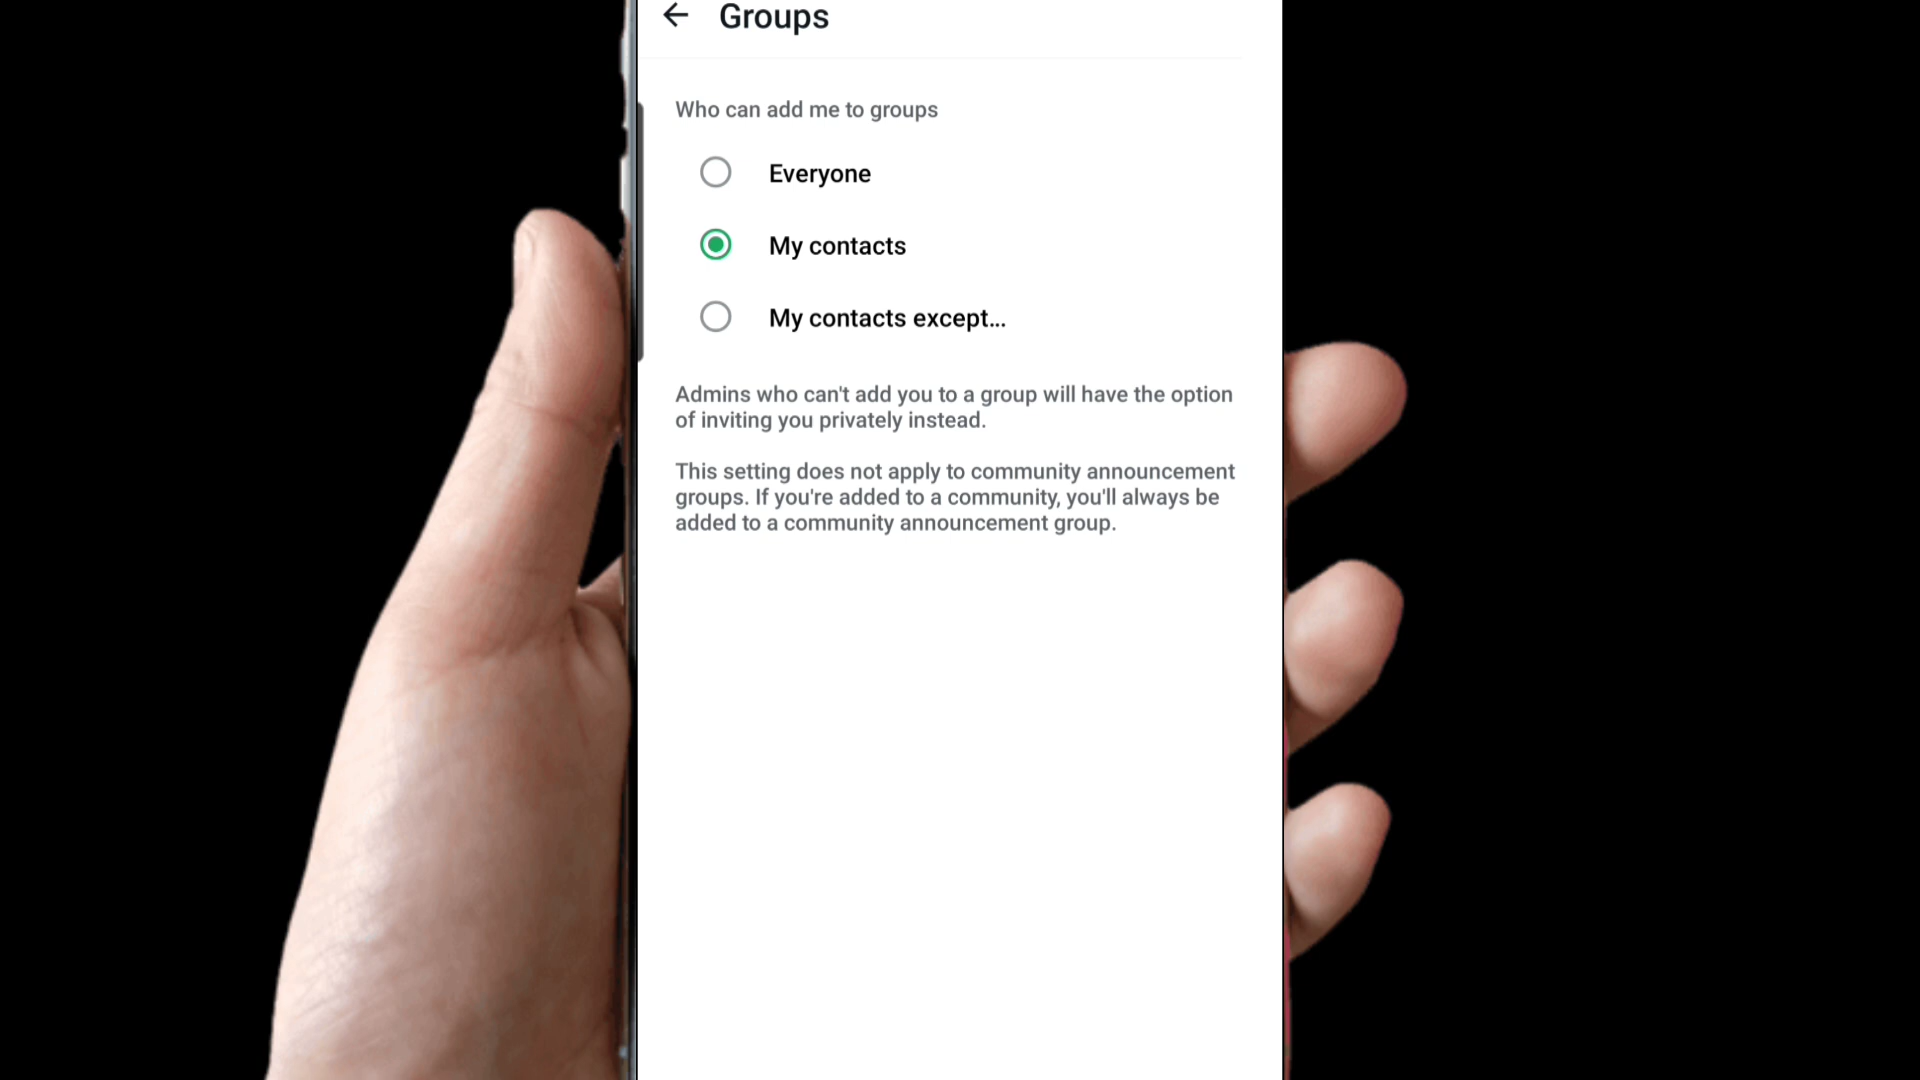 Groups
Who can add me to groups
Everyone
My contacts
My contacts except...
Admins who can't add you to a group will have the option
of inviting you privately instead.
This setting does not apply to community announcement
groups. If you're added to a community, you'll always be
added to a community announcement group.